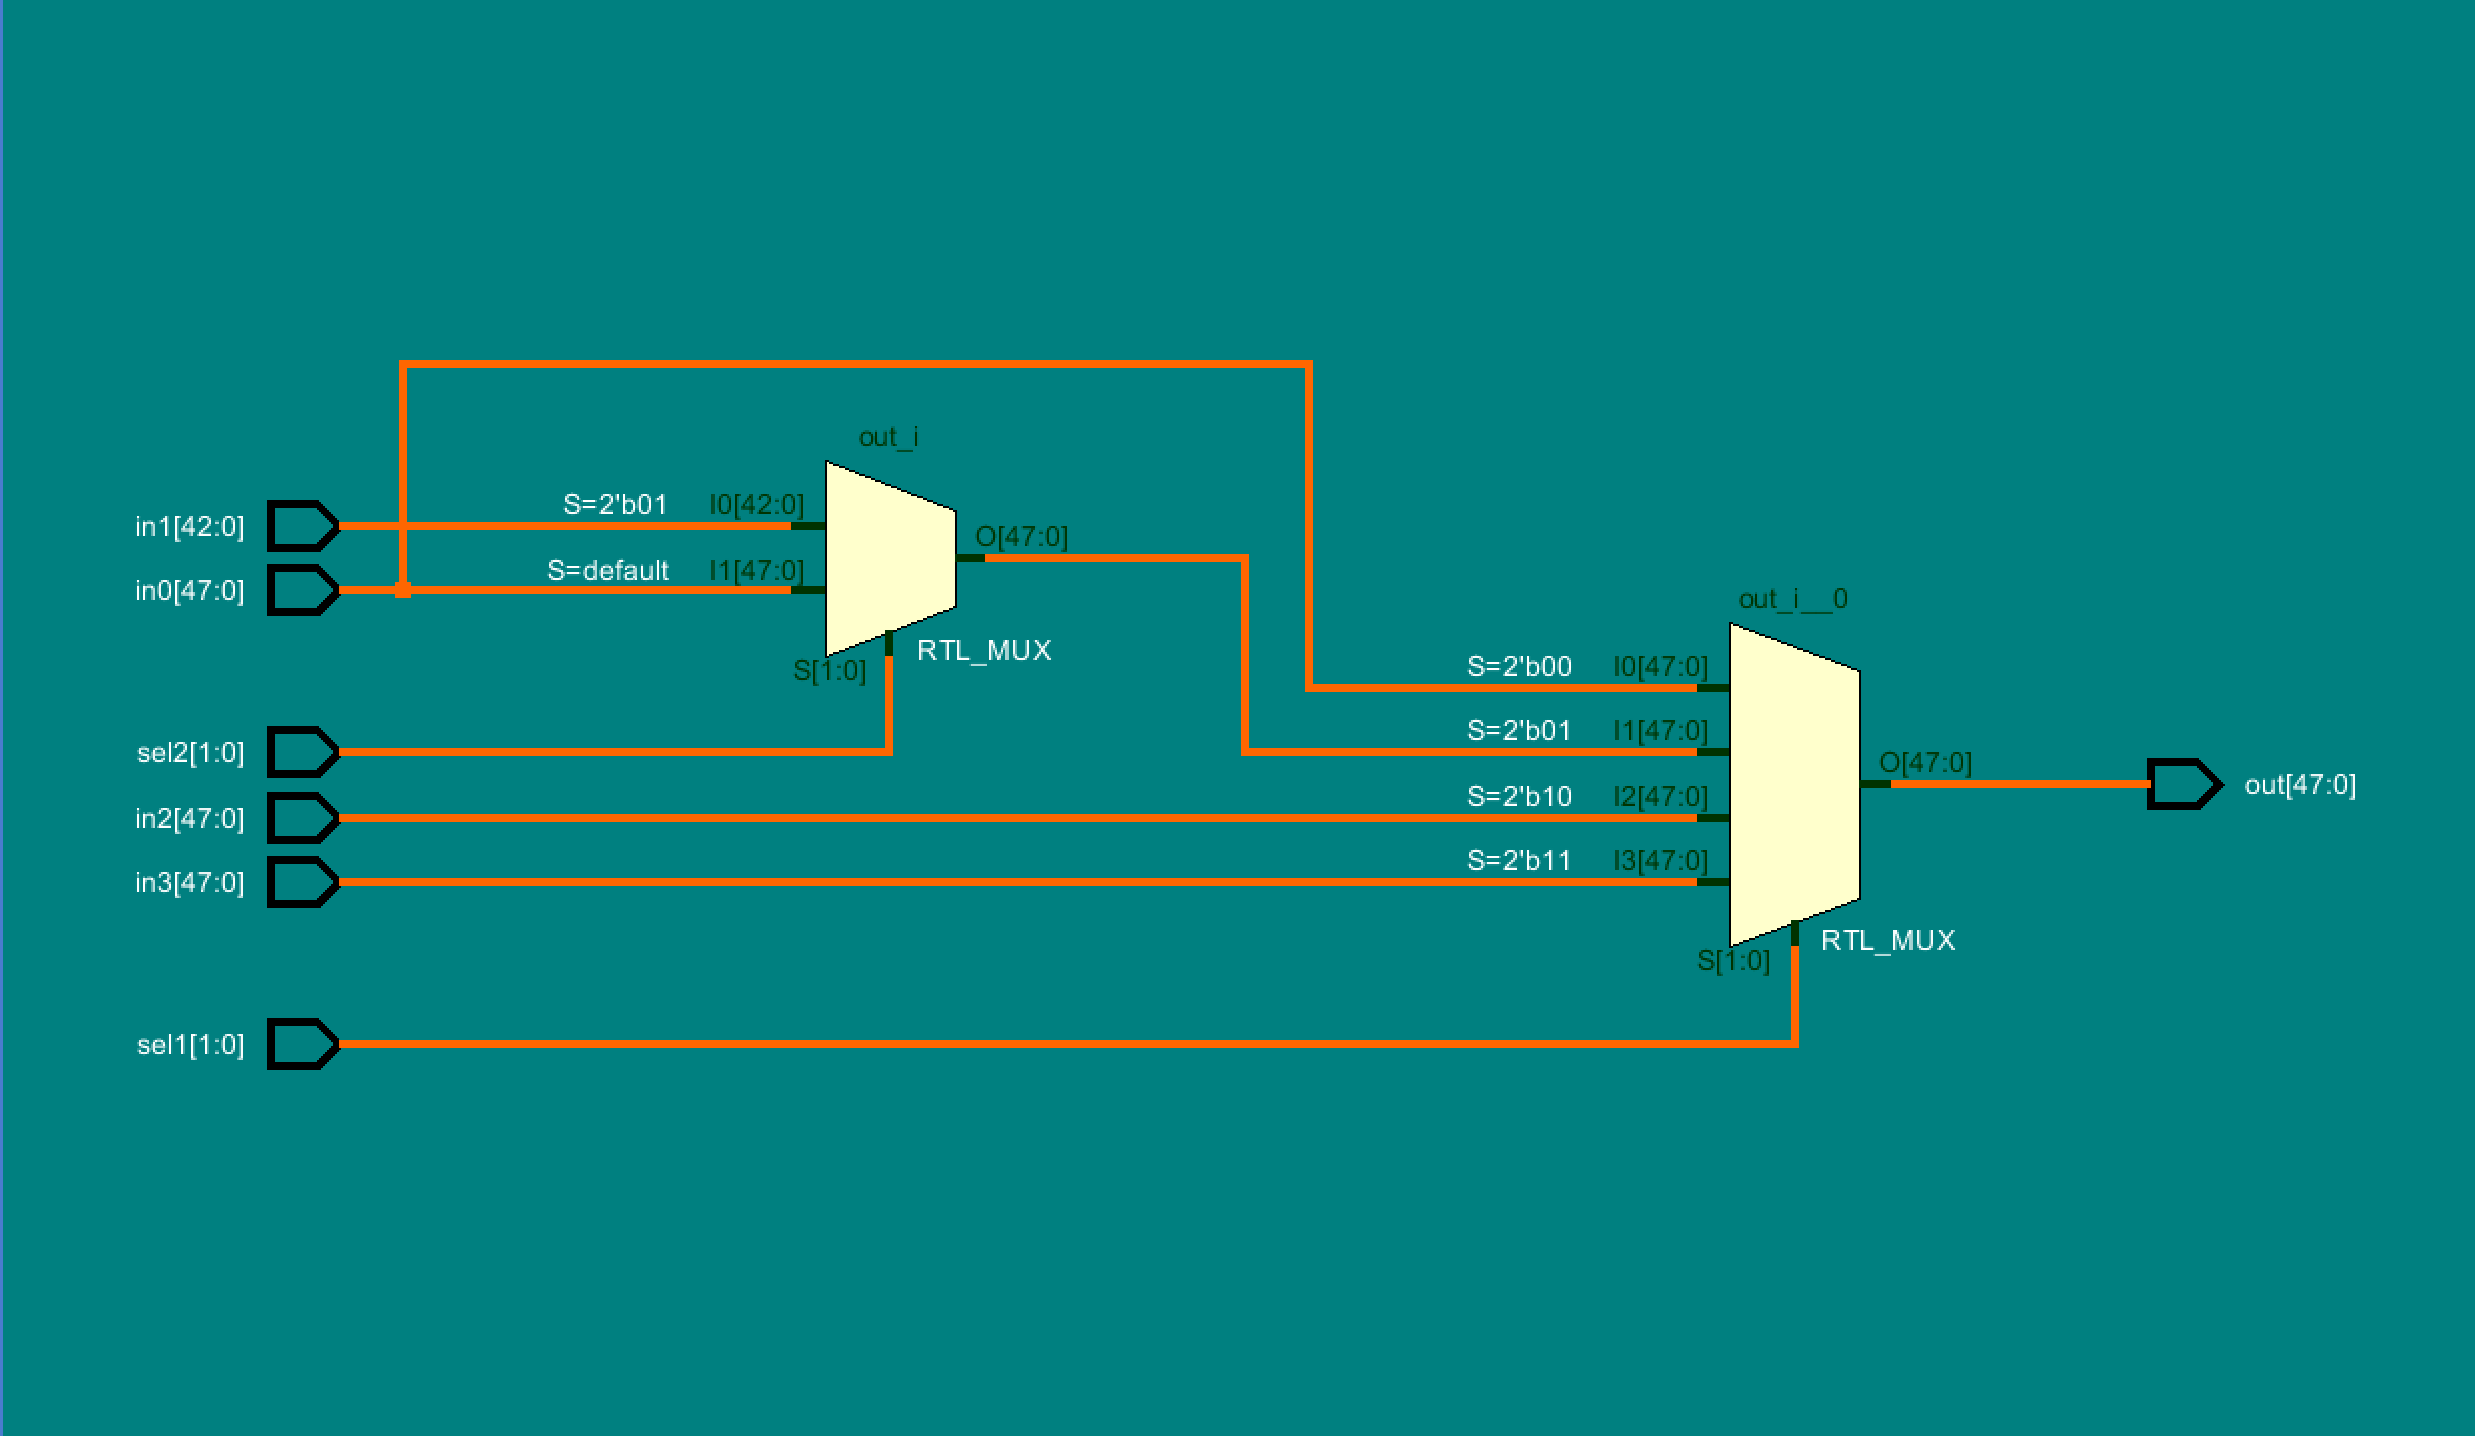 out_i
S=2'b01 I0[42:0]
in1[42:0]
O[47:0]
S=default I1[47:0]
in0[47:0]
out_i__0
RTL_MUX
S[1:0]
S=2'b00 I0[47:0]
S=2'b01 I1[47:0]
sel2[1:0]
O[47:0]
out[47:0]
S=2'b10 I2[47:0]
in2[47:0]
S=2'b11 I3[47:0]
in3[47:0]
RTL_MUX
S[1:0]
sel1[1:0]